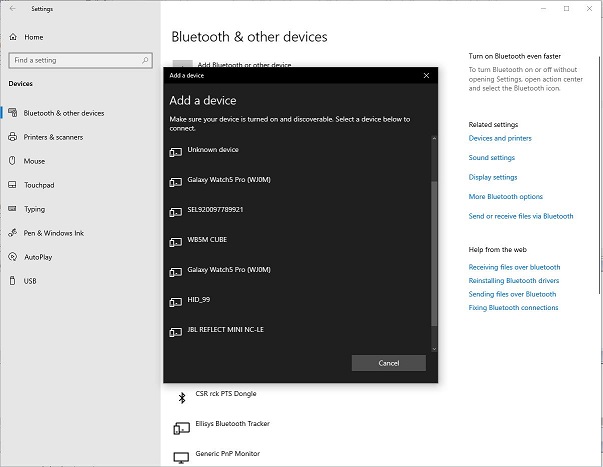 Settings
Home
Find a setting
Devices
Bluetooth & other devices
Printers & scanners
Mouse
Touchpad
Typing
Pen & Windows Ink
AutoPlay
USB
Bluetooth & other devices
Add Bluetooth or other device
Add a device
Add a device
Make sure your device is turned on and discoverable. Select a device below to
connect.
Unknown device
Galaxy Watch5 Pro (WJ0M)
SEL920097789921
WB5M CUBE
Galaxy Watch5 Pro (WJ0M)
HID_99
JBL REFLECT MINI NC-LE
Cancel
CSR rck PTS Dongle
Ellisys Bluetooth Tracker
Generic PnP Monitor
Turn on Bluetooth even faster
To turn Bluetooth on or off without
opening Settings, open action center
and select the Bluetooth icon.
Related settings
Devices and printers
Sound settings
Display settings
More Bluetooth options
Send or receive files via Bluetooth
Help from the web
Receiving files over bluetooth
Reinstalling Bluetooth drivers
Sending files over Bluetooth
Fixing Bluetooth connections